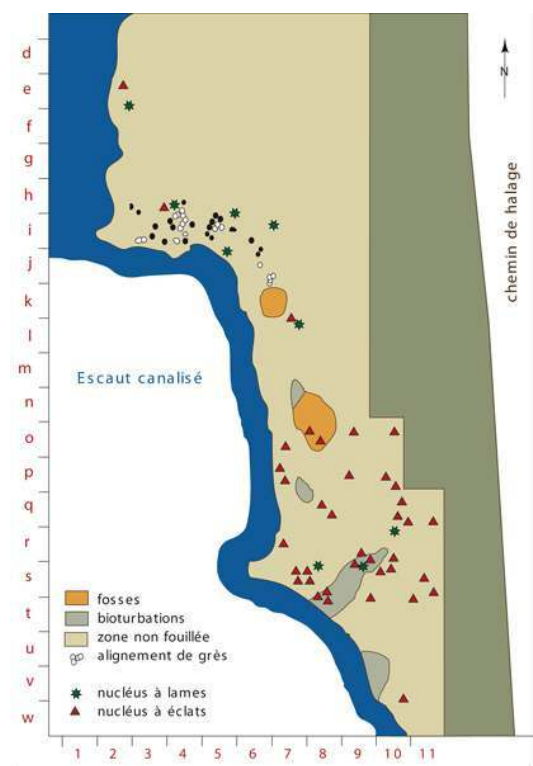 d
e
f
g
h
i
j
k
l
m
n
o
p
q
r
s
t
u
v
w
N
chemin de halage
Escaut canalisé
fosses
bioturbations
zone non fouillée
alignement de grès
nucléus à lames
nucléus à éclats
1 2 3 4 5 6 7 8 9 10 11